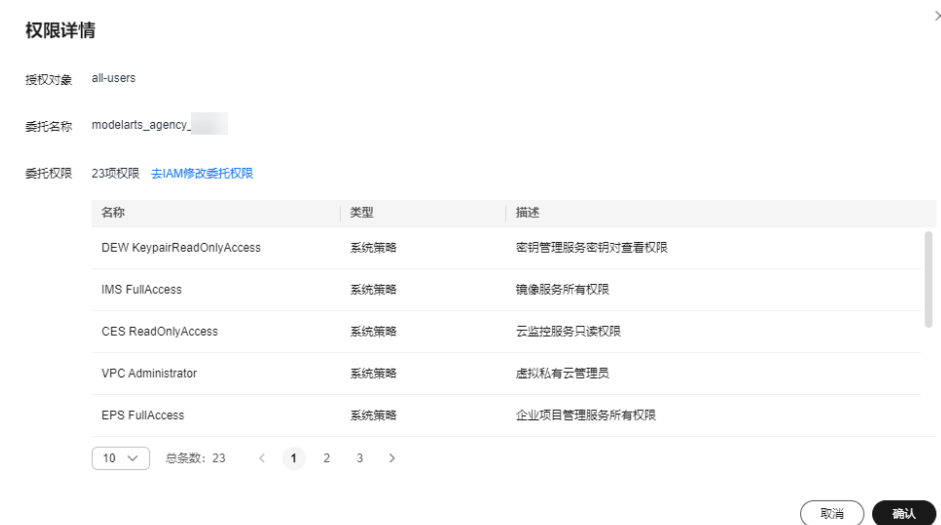 权限详情
授权对象 all-users
委托名称 modelarts_agency_
委托权限 23项权限 去IAM修改委托权限
名称 类型 描述
DEW KeypairReadOnlyAccess 系统策略 密钥管理服务密钥对查看权限
IMS FullAccess 系统策略 镜像服务所有权限
CES ReadOnlyAccess 系统策略 云监控服务只读权限
VPC Administrator 系统策略 虚拟私有云管理员
EPS FullAccess 系统策略 企业项目管理服务所有权限
10 总条数: 23 < 1 2 3 >
取消 确认